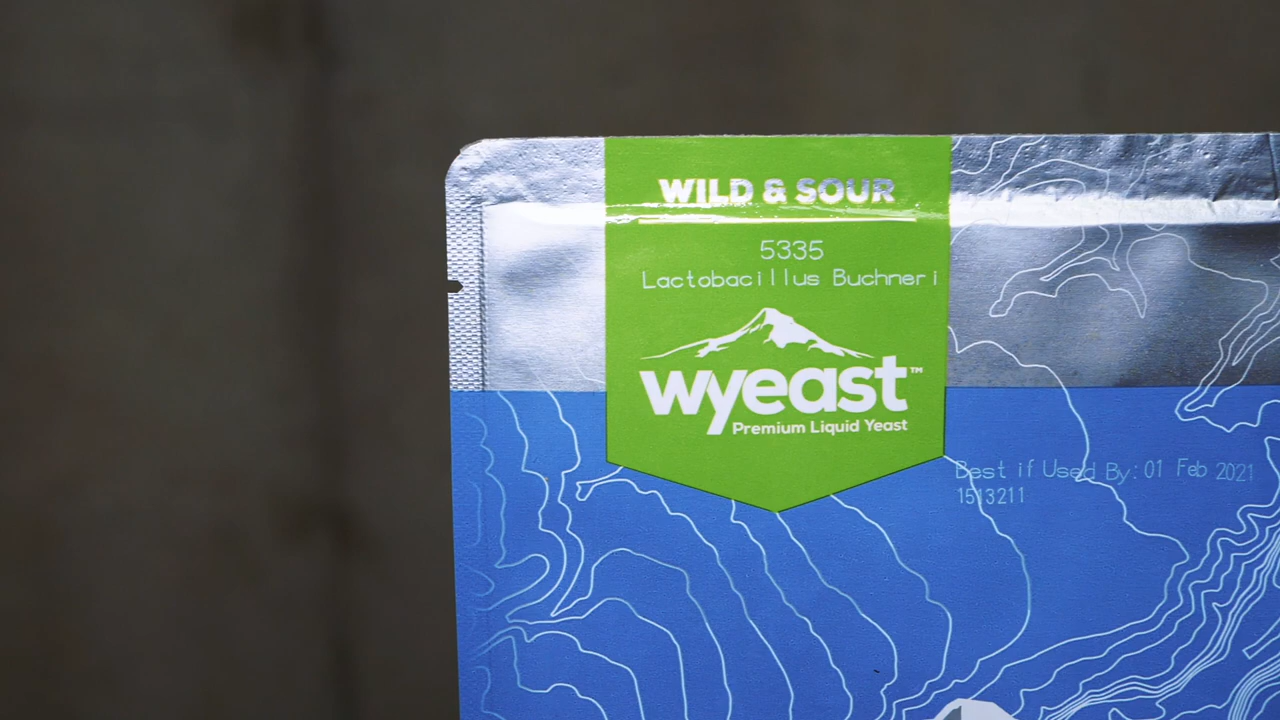 WILD & SOUR
5335
Lactobacillus Buchneri
wyeast™
Premium Liquid Yeast
Best if Used By: 01 Feb 2021
1513211